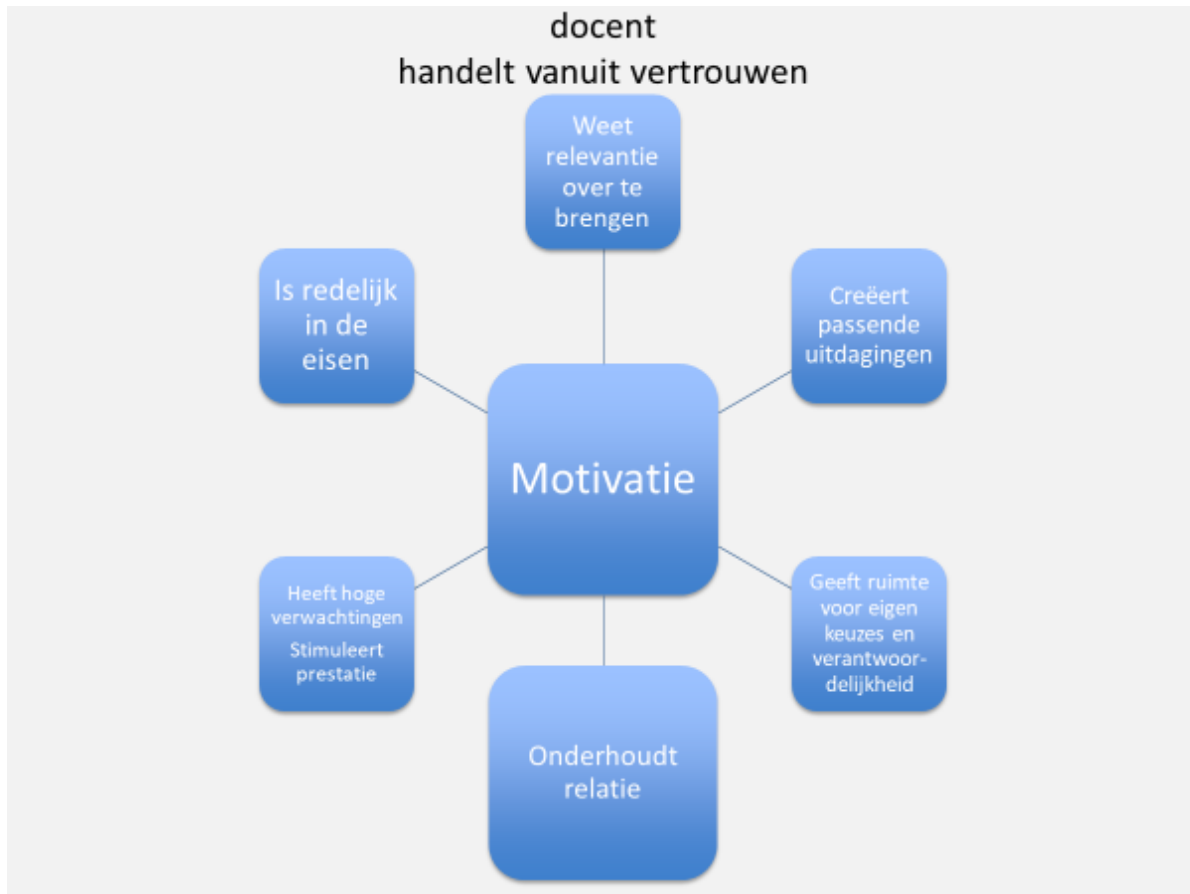 docent
handelt vanuit vertrouwen
Weet
relevantie
over te
brengen
Is redelijk
in de
eisen
Creëert
passende
uitdagingen
Motivatie
Heeft hoge
verwachtingen
Stimuleert
prestatie
Geeft ruimte
voor eigen
keuzes en
verantwoor-
delijkheid
Onderhoudt
relatie